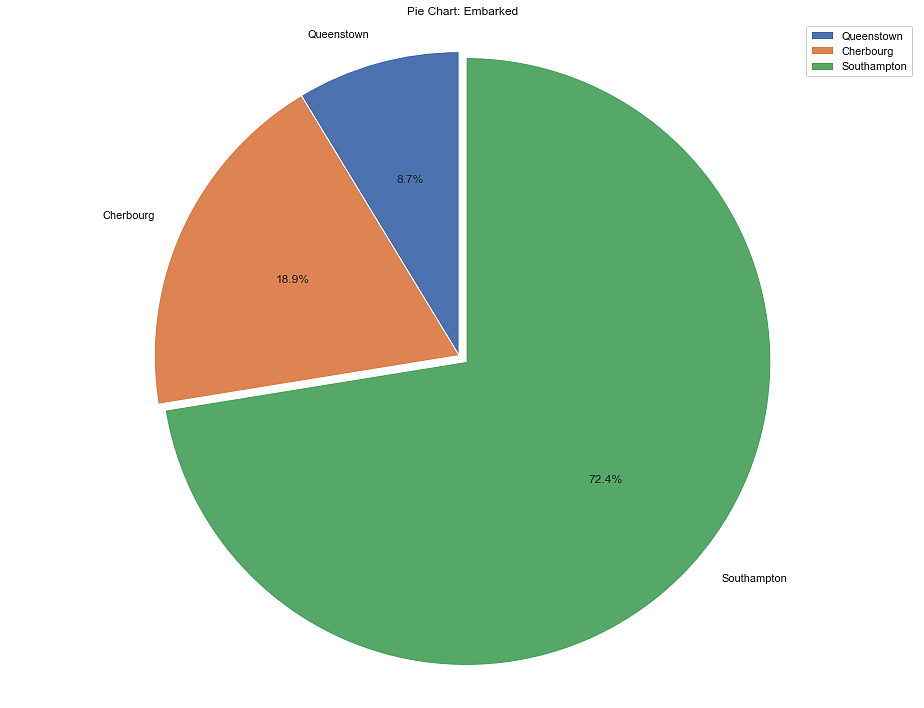 Pie Chart: Embarked
Queenstown
Queenstown
Cherbourg
Southampton
8.7%
Cherbourg
18.9%
72.4%
Southampton